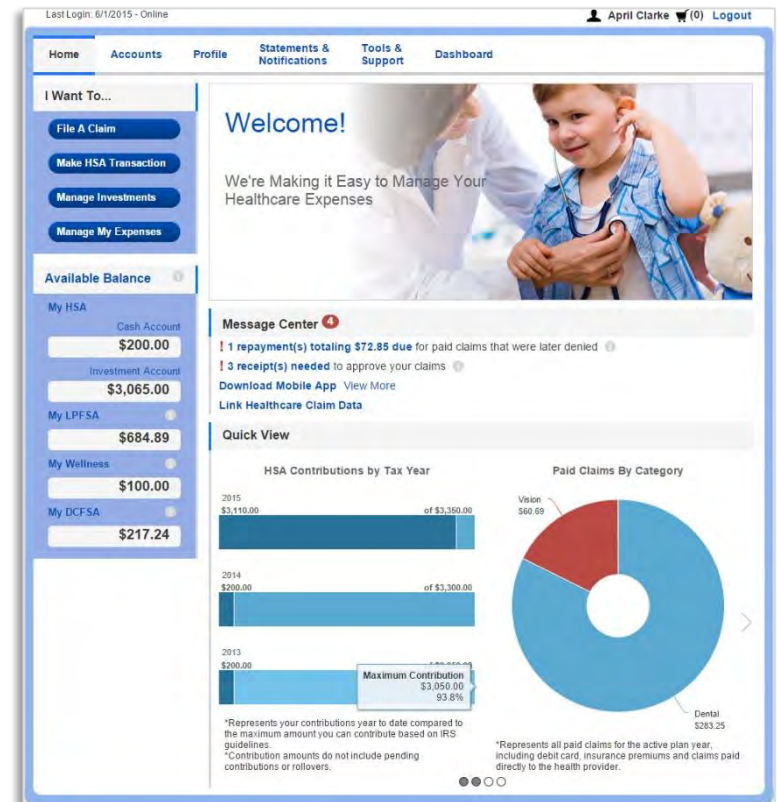 Last Login: 6/1/2015 - Online
April Clarke (0) Logout
Home Accounts Profile Statements & Notifications Tools & Support Dashboard
I Want To...
File A Claim
Make HSA Transaction
Manage Investments
Manage My Expenses
Available Balance
My HSA
Cash Account
$200.00
Investment Account
$3,065.00
My LPFSA
$684.89
My Wellness
$100.00
My DCFSA
$217.24
Welcome!
We're Making it Easy to Manage Your
Healthcare Expenses
Message Center 4
! 1 repayment(s) totaling $72.85 due for paid claims that were later denied
! 3 receipt(s) needed to approve your claims
Download Mobile App View More
Link Healthcare Claim Data
Quick View
HSA Contributions by Tax Year
2015
$3,110.00 of $3,350.00
2014
$200.00 of $3,300.00
2013
$200.00
Maximum Contribution
$3,050.00
93.8%
*Represents your contributions year to date compared to
the maximum amount you can contribute based on IRS
guidelines.
*Contribution amounts do not include pending
contributions or rollovers.
Paid Claims By Category
Vision
$60.69
Dental
$283.25
*Represents all paid claims for the active plan year,
including debit card, insurance premiums and claims paid
directly to the health provider.